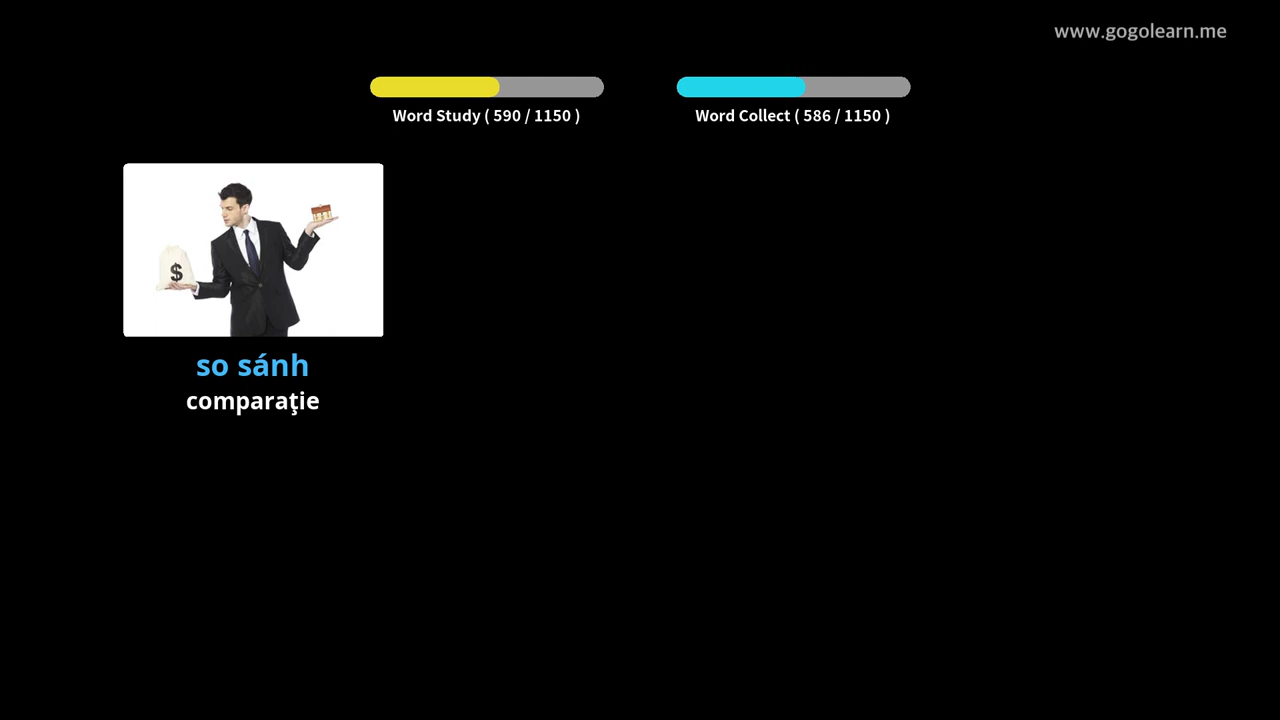 www.gogolearn.me
Word Study ( 590 / 1150 )
Word Collect ( 586 / 1150 )
$
so sánh
comparaţie